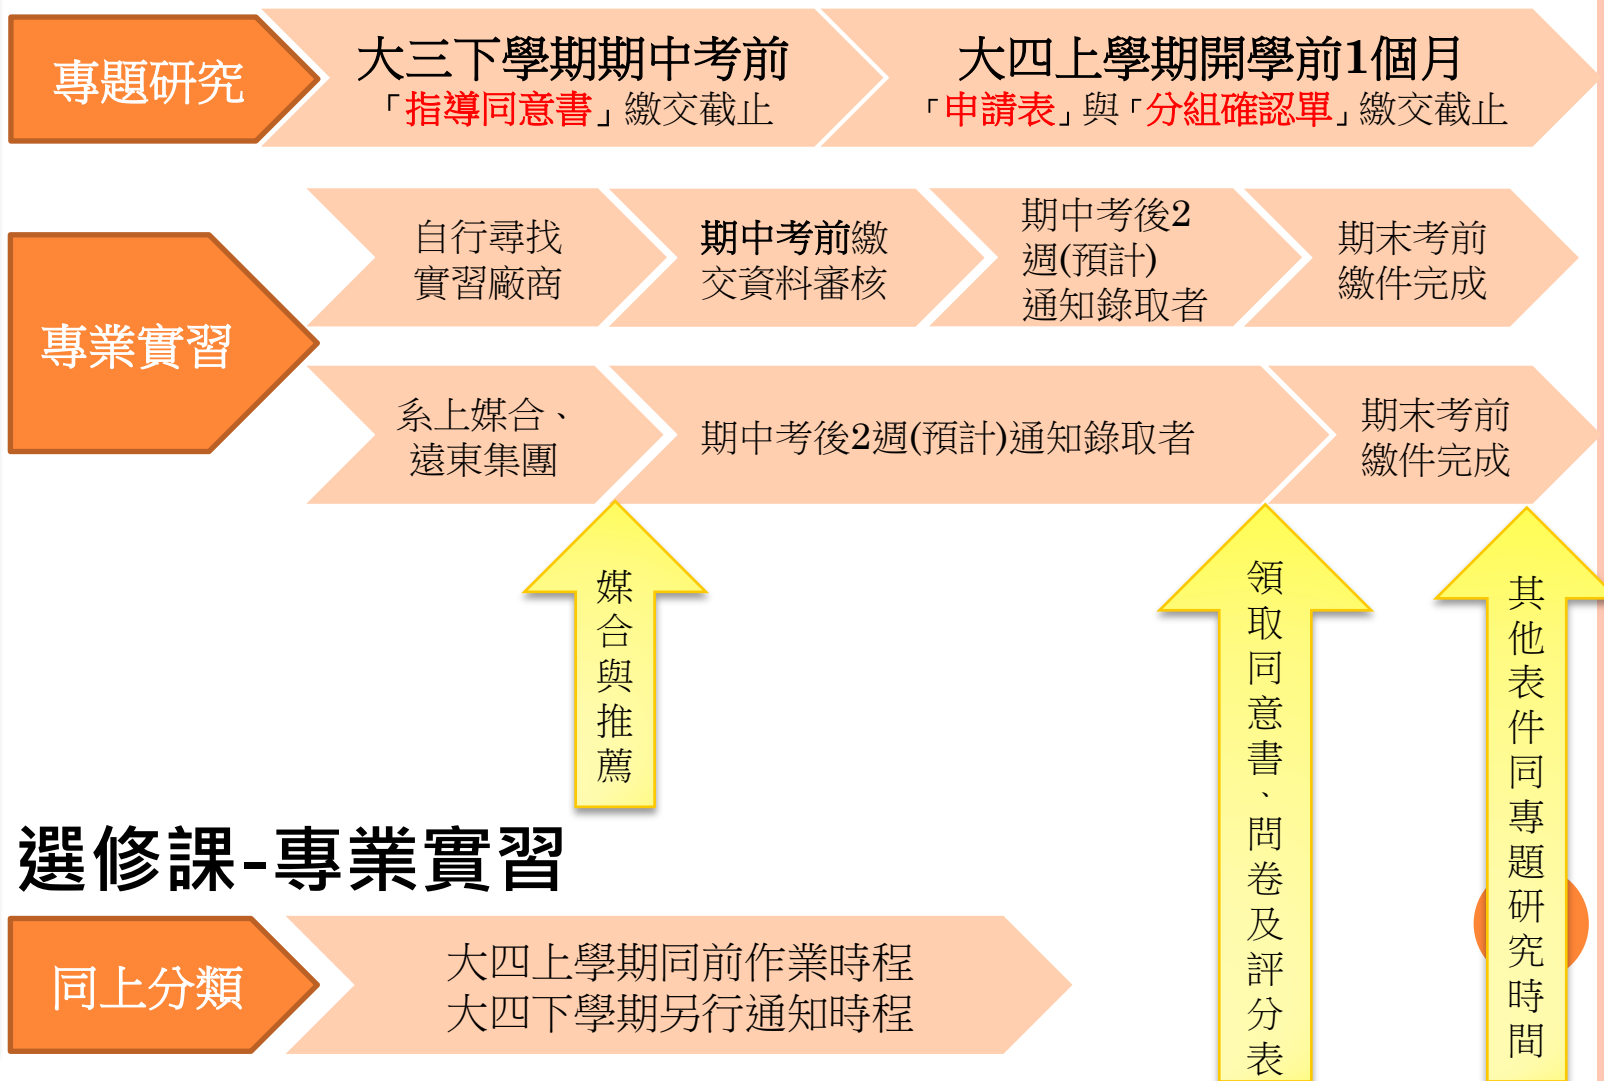 專題研究
大三下學期期中考前
「指導同意書」繳交截止
大四上學期開學前1個月
「申請表」與「分組確認單」繳交截止
專業實習
自行尋找
實習廠商
期中考前繳
交資料審核
期中考後2
週(預計)
通知錄取者
期末考前
繳件完成
系上媒合、
遠東集團
期中考後2週(預計)通知錄取者
期末考前
繳件完成
媒合與推薦
領取同意書、問卷及評分表
其他表件同專題研究時間
選修課-專業實習
同上分類
大四上學期同前作業時程
大四下學期另行通知時程